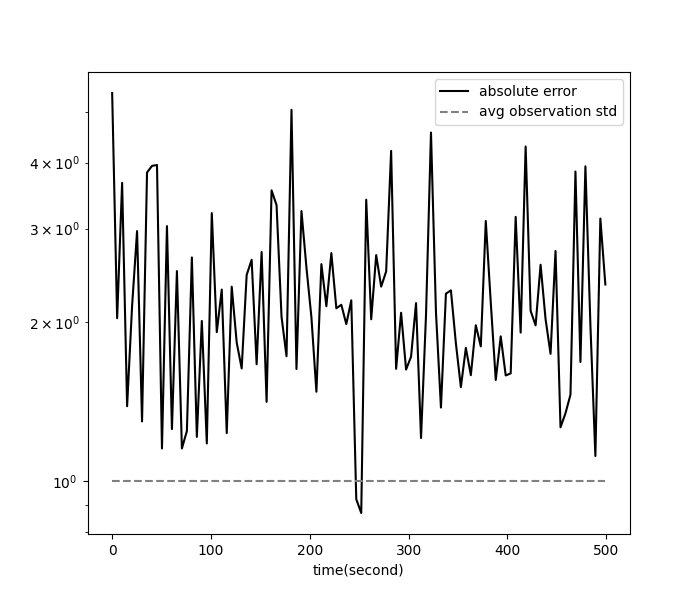 absolute error
avg observation std
4 × 10⁰
3 × 10⁰
2 × 10⁰
10⁰
0 100 200 300 400 500
time(second)